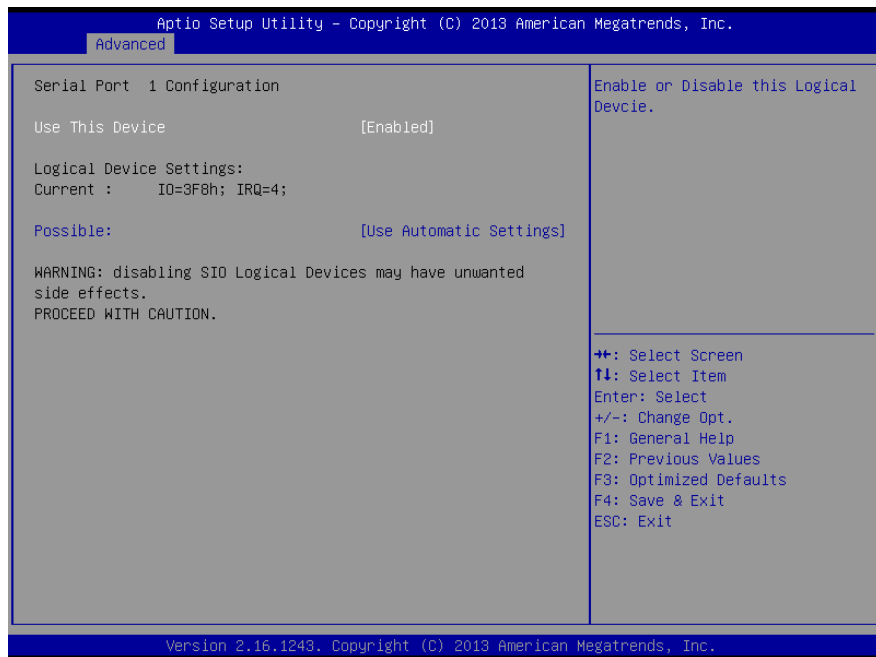 Aptio Setup Utility – Copyright (C) 2013 American Megatrends, Inc.
Advanced
Serial Port 1 Configuration
Use This Device [Enabled]
Logical Device Settings:
Current : IO=3F8h; IRQ=4;
Possible: [Use Automatic Settings]
WARNING: disabling SIO Logical Devices may have unwanted
side effects.
PROCEED WITH CAUTION.
Enable or Disable this Logical
Devcie.
→←: Select Screen
↑↓: Select Item
Enter: Select
+/-: Change Opt.
F1: General Help
F2: Previous Values
F3: Optimized Defaults
F4: Save & Exit
ESC: Exit
Version 2.16.1243. Copyright (C) 2013 American Megatrends, Inc.